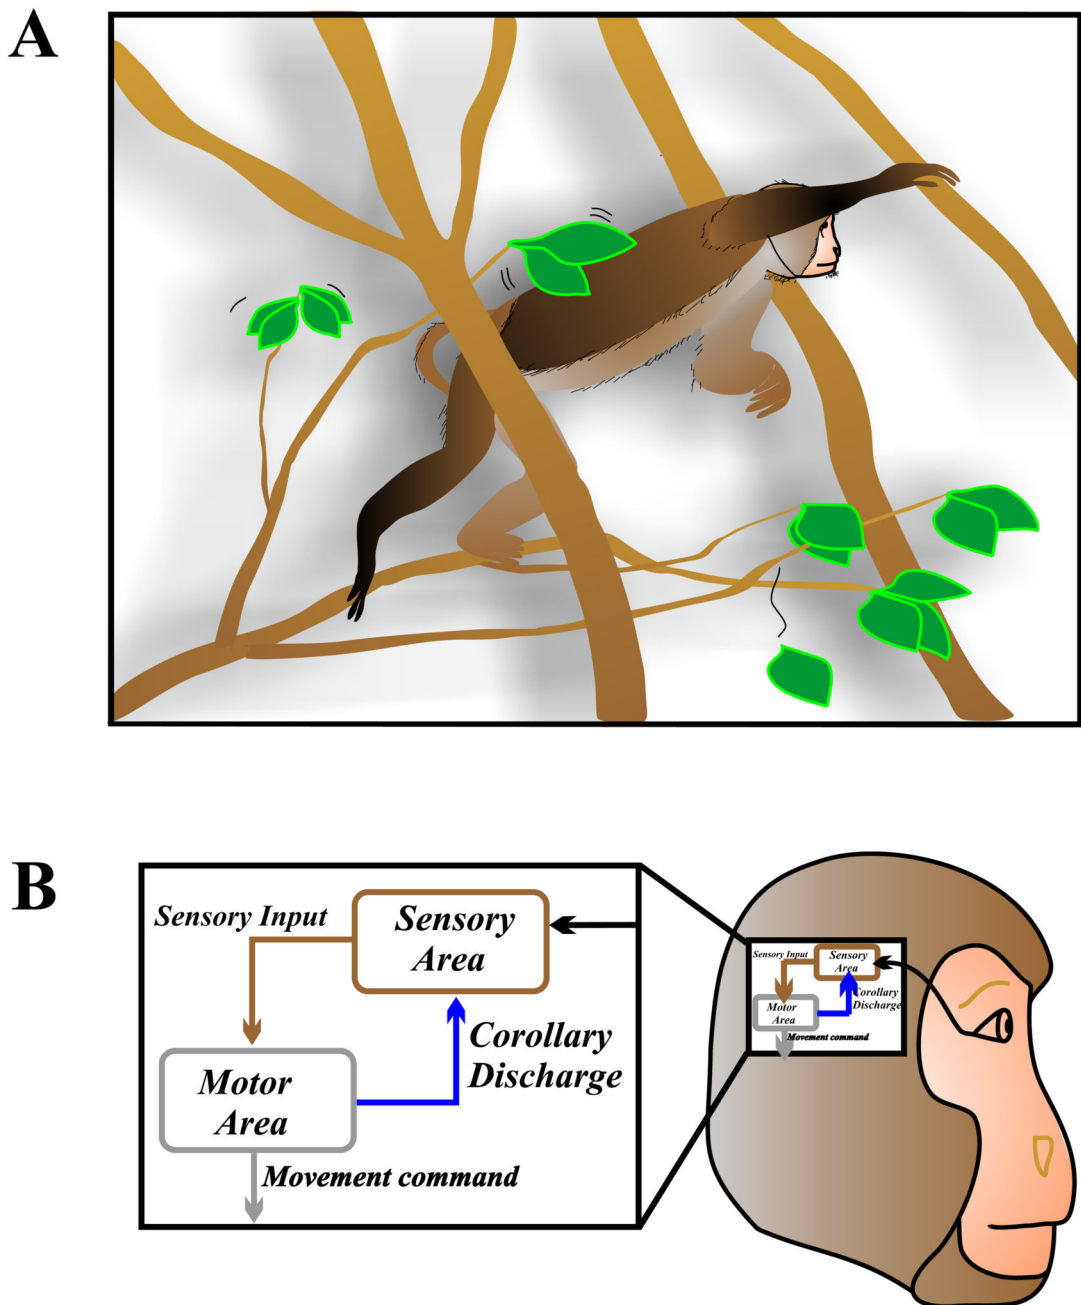 A
B
Sensory Input
Sensory
Area
Corollary
Discharge
Motor
Area
Movement command
Sensory Input
Sensory
Area
Corollary
Discharge
Motor
Area
Movement command